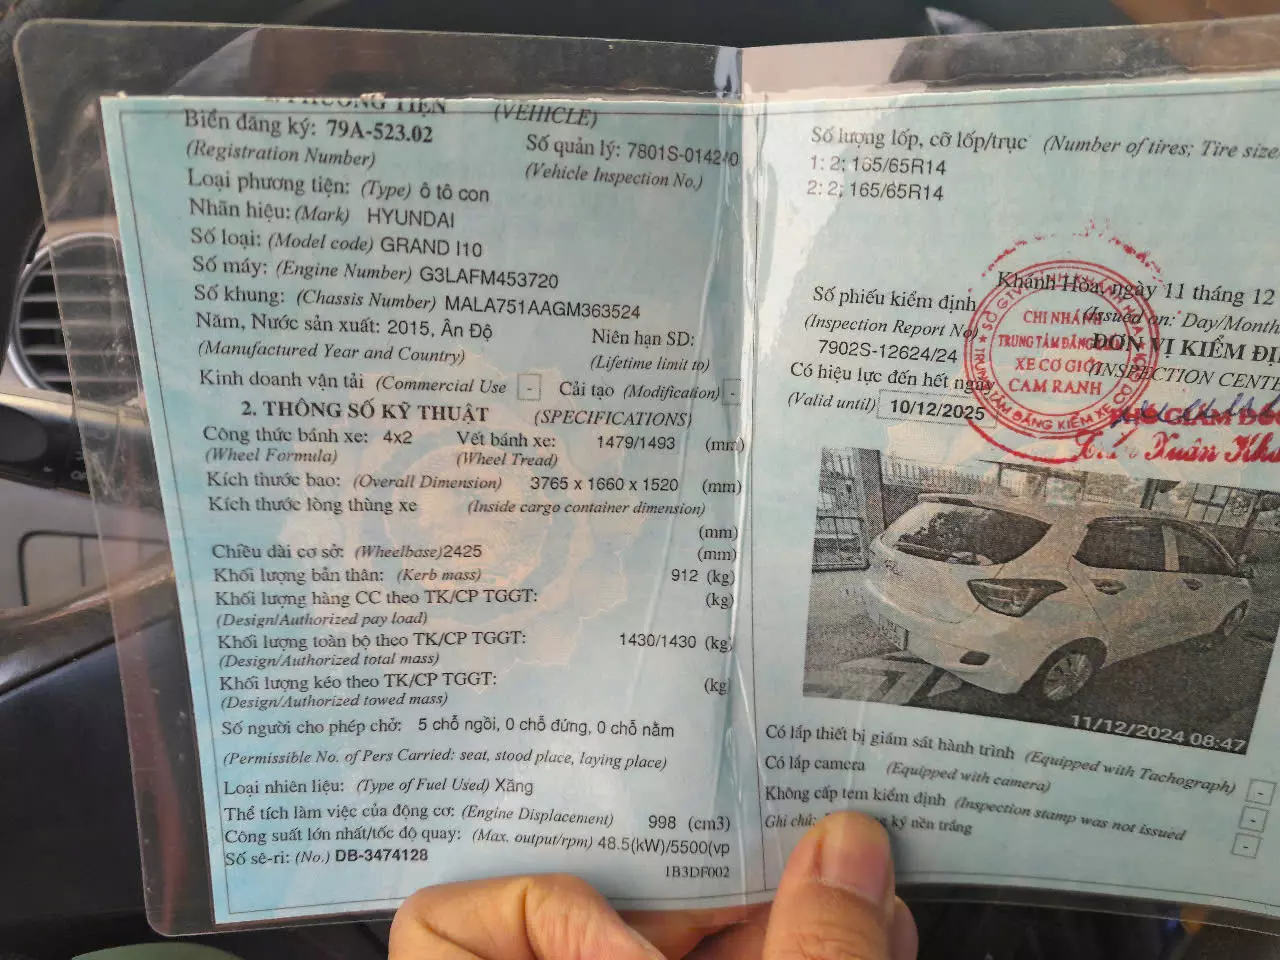 PHƯƠNG TIỆN (VEHICLE)
Biển đăng ký: 79A-523.02
(Registration Number)
Số quản lý: 7801S-014240
(Vehicle Inspection No.)
Loại phương tiện: (Type) ô tô con
Nhãn hiệu: (Mark) HYUNDAI
Số loại: (Model code) GRAND I10
Số máy: (Engine Number) G3LAFM453720
Số khung: (Chassis Number) MALA751AAGM363524
Năm, Nước sản xuất: 2015, Ấn Độ
(Manufactured Year and Country)
Niên hạn SD:
(Lifetime limit to)
Kinh doanh vận tải (Commercial Use - Cải tạo (Modification) -
2. THÔNG SỐ KỸ THUẬT (SPECIFICATIONS)
Công thức bánh xe: 4x2 Vết bánh xe: 1479/1493 (mm)
(Wheel Formula) (Wheel Tread)
Kích thước bao: (Overall Dimension) 3765 x 1660 x 1520 (mm)
Kích thước lòng thùng xe (Inside cargo container dimension)
(mm)
Chiều dài cơ sở: (Wheelbase)2425 (mm)
Khối lượng bản thân: (Kerb mass) 912 (kg)
Khối lượng hàng CC theo TK/CP TGGT: (kg)
(Design/Authorized pay load)
Khối lượng toàn bộ theo TK/CP TGGT: 1430/1430 (kg)
(Design/Authorized total mass)
Khối lượng kéo theo TK/CP TGGT: (kg)
(Design/Authorized towed mass)
Số người cho phép chở: 5 chỗ ngồi, 0 chỗ đứng, 0 chỗ nằm
(Permissible No. of Pers Carried: seat, stood place, laying place)
Loại nhiên liệu: (Type of Fuel Used) Xăng
Thể tích làm việc của động cơ: (Engine Displacement) 998 (cm3)
Công suất lớn nhất/tốc độ quay: (Max. output/rpm) 48.5(kW)/5500(vp
Số sê-ri: (No.) DB-3474128
1B3DF002
Số lượng lốp, cỡ lốp/trục (Number of tires; Tire size
1: 2; 165/65R14
2: 2; 165/65R14
Khánh Hòa, ngày 11 tháng 12
(Issued on: Day/Month
Số phiếu kiểm định
(Inspection Report No)
7902S-12624/24
ĐƠN VỊ KIỂM ĐỊ
(INSPECTION CENT
Có hiệu lực đến hết ngày
(Valid until) 10/12/2025
CHI NHÁNH
TRUNG TÂM ĐĂNG
XE CƠ GIỚI
CAM RANH
PHÓ GIÁM ĐỐ
Xuân Kh
11/12/2024 08:47
Có lắp thiết bị giám sát hành trình (Equipped with Tachograph) -
Có lắp camera (Equipped with camera) -
Không cấp tem kiểm định (Inspection stamp was not issued -
Ghi chú: ký nền trắng